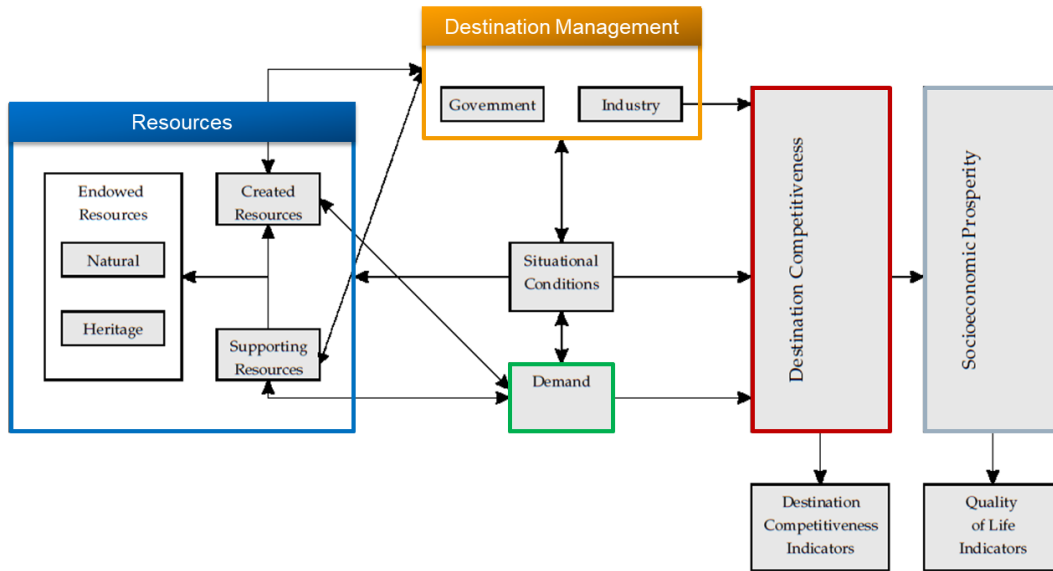 Destination Management
Government
Industry
Resources
Endowed
Resources
Natural
Heritage
Created
Resources
Supporting
Resources
Situational
Conditions
Demand
Destination Competitiveness
Socioeconomic Prosperity
Destination
Competitiveness
Indicators
Quality
of Life
Indicators